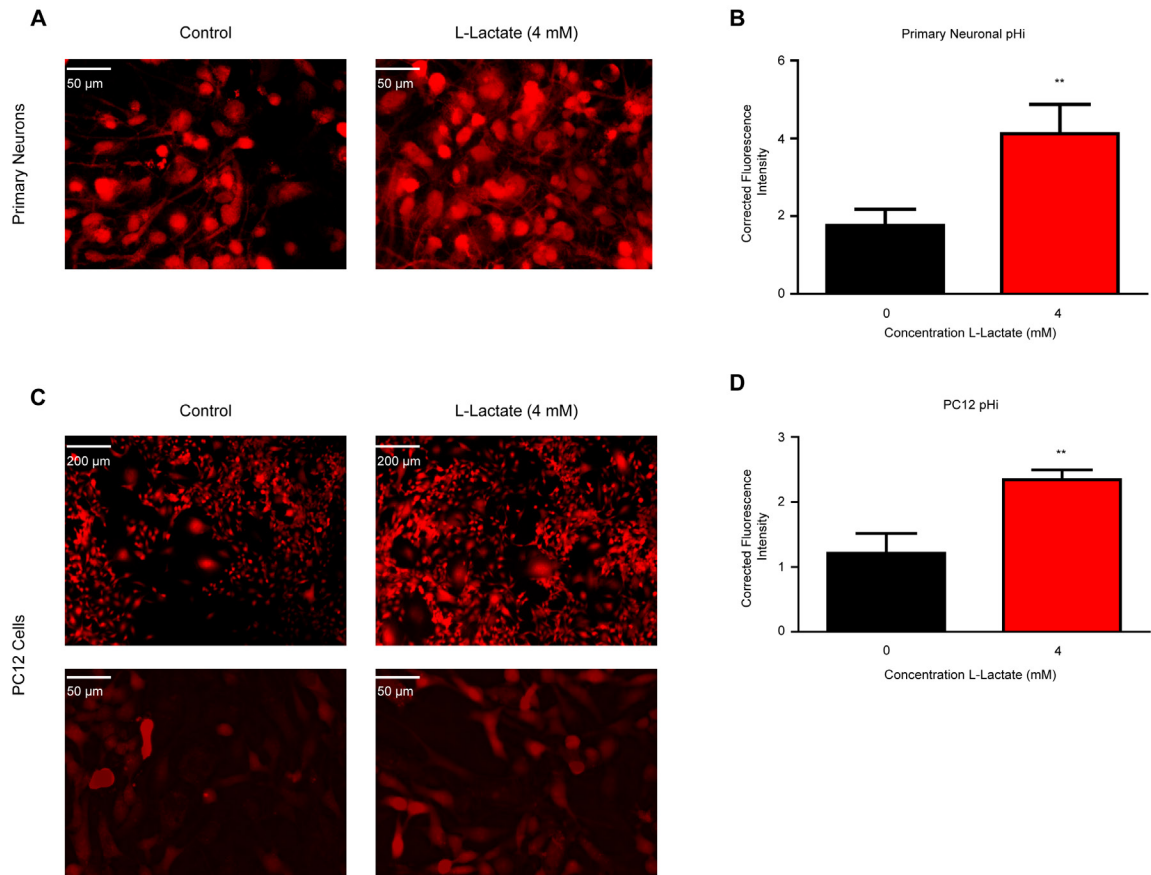 A
Control
L-Lactate (4 mM)
Primary Neurons
50 µm
50 µm
B
Primary Neuronal pHi
Corrected Fluorescence
Intensity
6
4
2
0
**
0
4
Concentration L-Lactate (mM)
C
Control
L-Lactate (4 mM)
PC12 Cells
200 µm
200 µm
50 µm
50 µm
D
PC12 pHi
Corrected Fluorescence
Intensity
3
2
1
0
**
0
4
Concentration L-Lactate (mM)